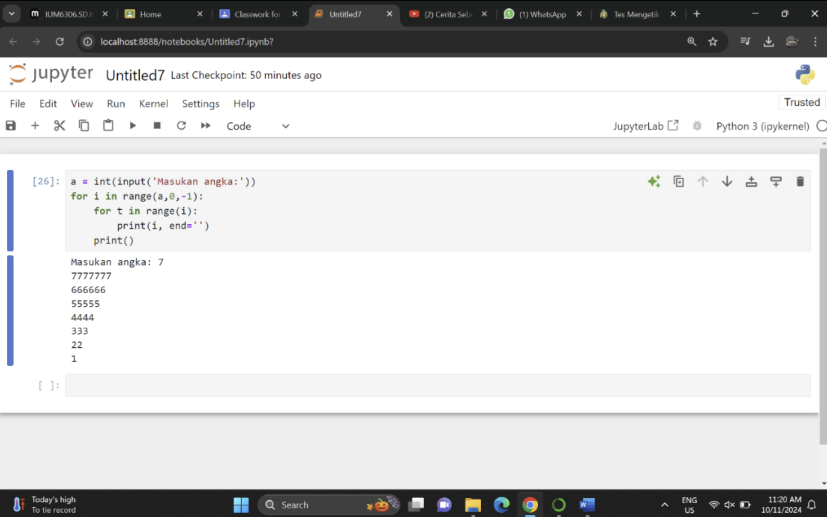 IUM6306.SD.
Home
Classwork for
Untitled7
(2) Cerita Seb
(1) WhatsApp
Tes Mengetik
localhost:8888/notebooks/Untitled7.ipynb?
jupyter Untitled7 Last Checkpoint: 50 minutes ago
File Edit View Run Kernel Settings Help
Trusted
Code
JupyterLab
Python 3 (ipykernel)
[26]: a = int(input('Masukan angka:'))
for i in range(a,0,-1):
    for t in range(i):
        print(i, end='')
    print()
Masukan angka: 7
7777777
666666
55555
4444
333
22
1
[ ]:
Today's high
To tie record
Search
ENG
US
11:20 AM
10/11/2024